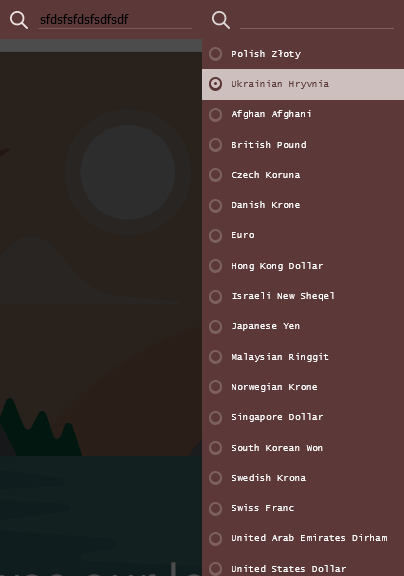 sfdsfsfdsfsdfsdf
Polish Złoty
Ukrainian Hryvnia
Afghan Afghani
British Pound
Czech Koruna
Danish Krone
Euro
Hong Kong Dollar
Israeli New Sheqel
Japanese Yen
Malaysian Ringgit
Norwegian Krone
Singapore Dollar
South Korean Won
Swedish Krona
Swiss Franc
United Arab Emirates Dirham
United States Dollar